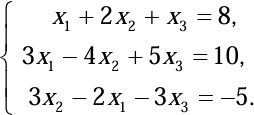 x₁ + 2x₂ + x₃ = 8,
3x₁ − 4x₂ + 5x₃ = 10,
3x₂ − 2x₁ − 3x₃ = −5.